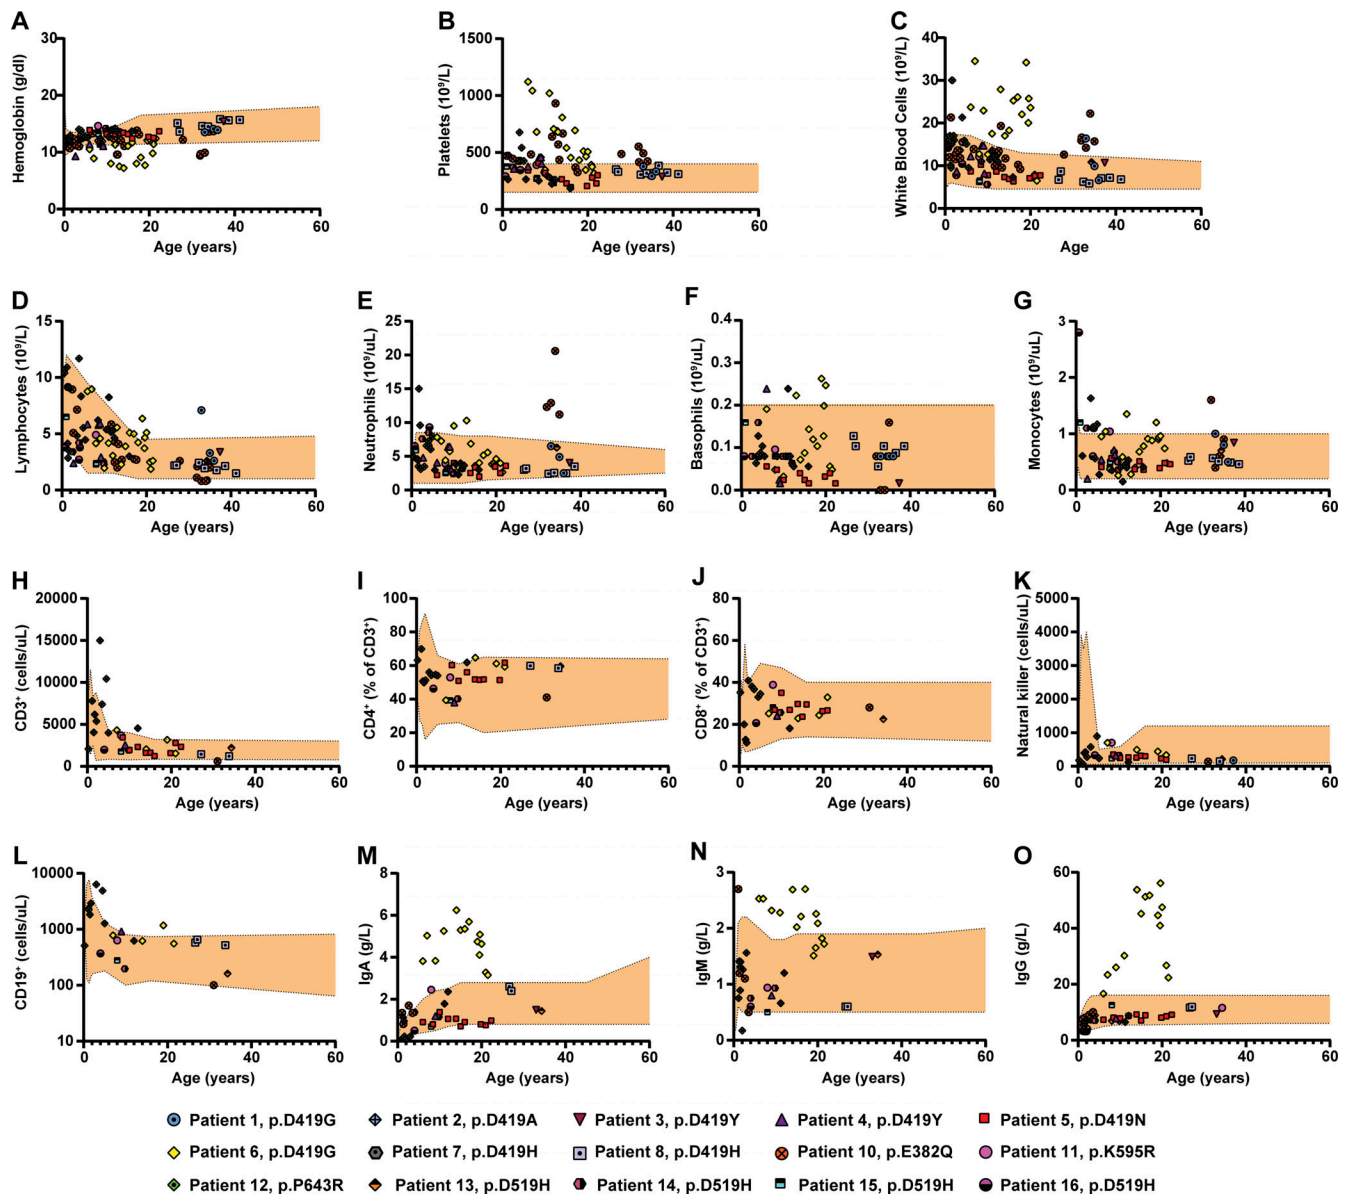 A
B
C
Hemoglobin (g/dl)
30
20
10
0
0 20 40 60
Age (years)
Platelets (10⁹/L)
1500
1000
500
0
0 20 40 60
Age (years)
White Blood Cells (10⁹/L)
40
30
20
10
0
0 20 40 60
Age
D
E
F
G
Lymphocytes (10⁹/L)
15
10
5
0
0 20 40 60
Age (years)
Neutrophils (10⁹/uL)
25
20
15
10
5
0
0 20 40 60
Age (years)
Basophils (10⁹/uL)
0.4
0.3
0.2
0.1
0.0
0 20 40 60
Age (years)
Monocytes (10⁹/uL)
3
2
1
0
0 20 40 60
Age (years)
H
I
J
K
CD3⁺ (cells/uL)
20000
15000
10000
5000
0
0 20 40 60
Age (years)
CD4⁺ (% of CD3⁺)
100
80
60
40
20
0
0 20 40 60
Age (years)
CD8⁺ (% of CD3⁺)
80
60
40
20
0
0 20 40 60
Age (years)
Natural killer (cells/uL)
5000
4000
3000
2000
1000
0
0 20 40 60
Age (years)
L
M
N
O
CD19⁺ (cells/uL)
10000
1000
100
10
0 20 40 60
Age (years)
IgA (g/L)
8
6
4
2
0
0 20 40 60
Age (years)
IgM (g/L)
3
2
1
0
0 20 40 60
Age (years)
IgG (g/L)
60
40
20
0
0 20 40 60
Age (years)
Patient 1, p.D419G Patient 2, p.D419A Patient 3, p.D419Y Patient 4, p.D419Y Patient 5, p.D419N
Patient 6, p.D419G Patient 7, p.D419H Patient 8, p.D419H Patient 10, p.E382Q Patient 11, p.K595R
Patient 12, p.P643R Patient 13, p.D519H Patient 14, p.D519H Patient 15, p.D519H Patient 16, p.D519H